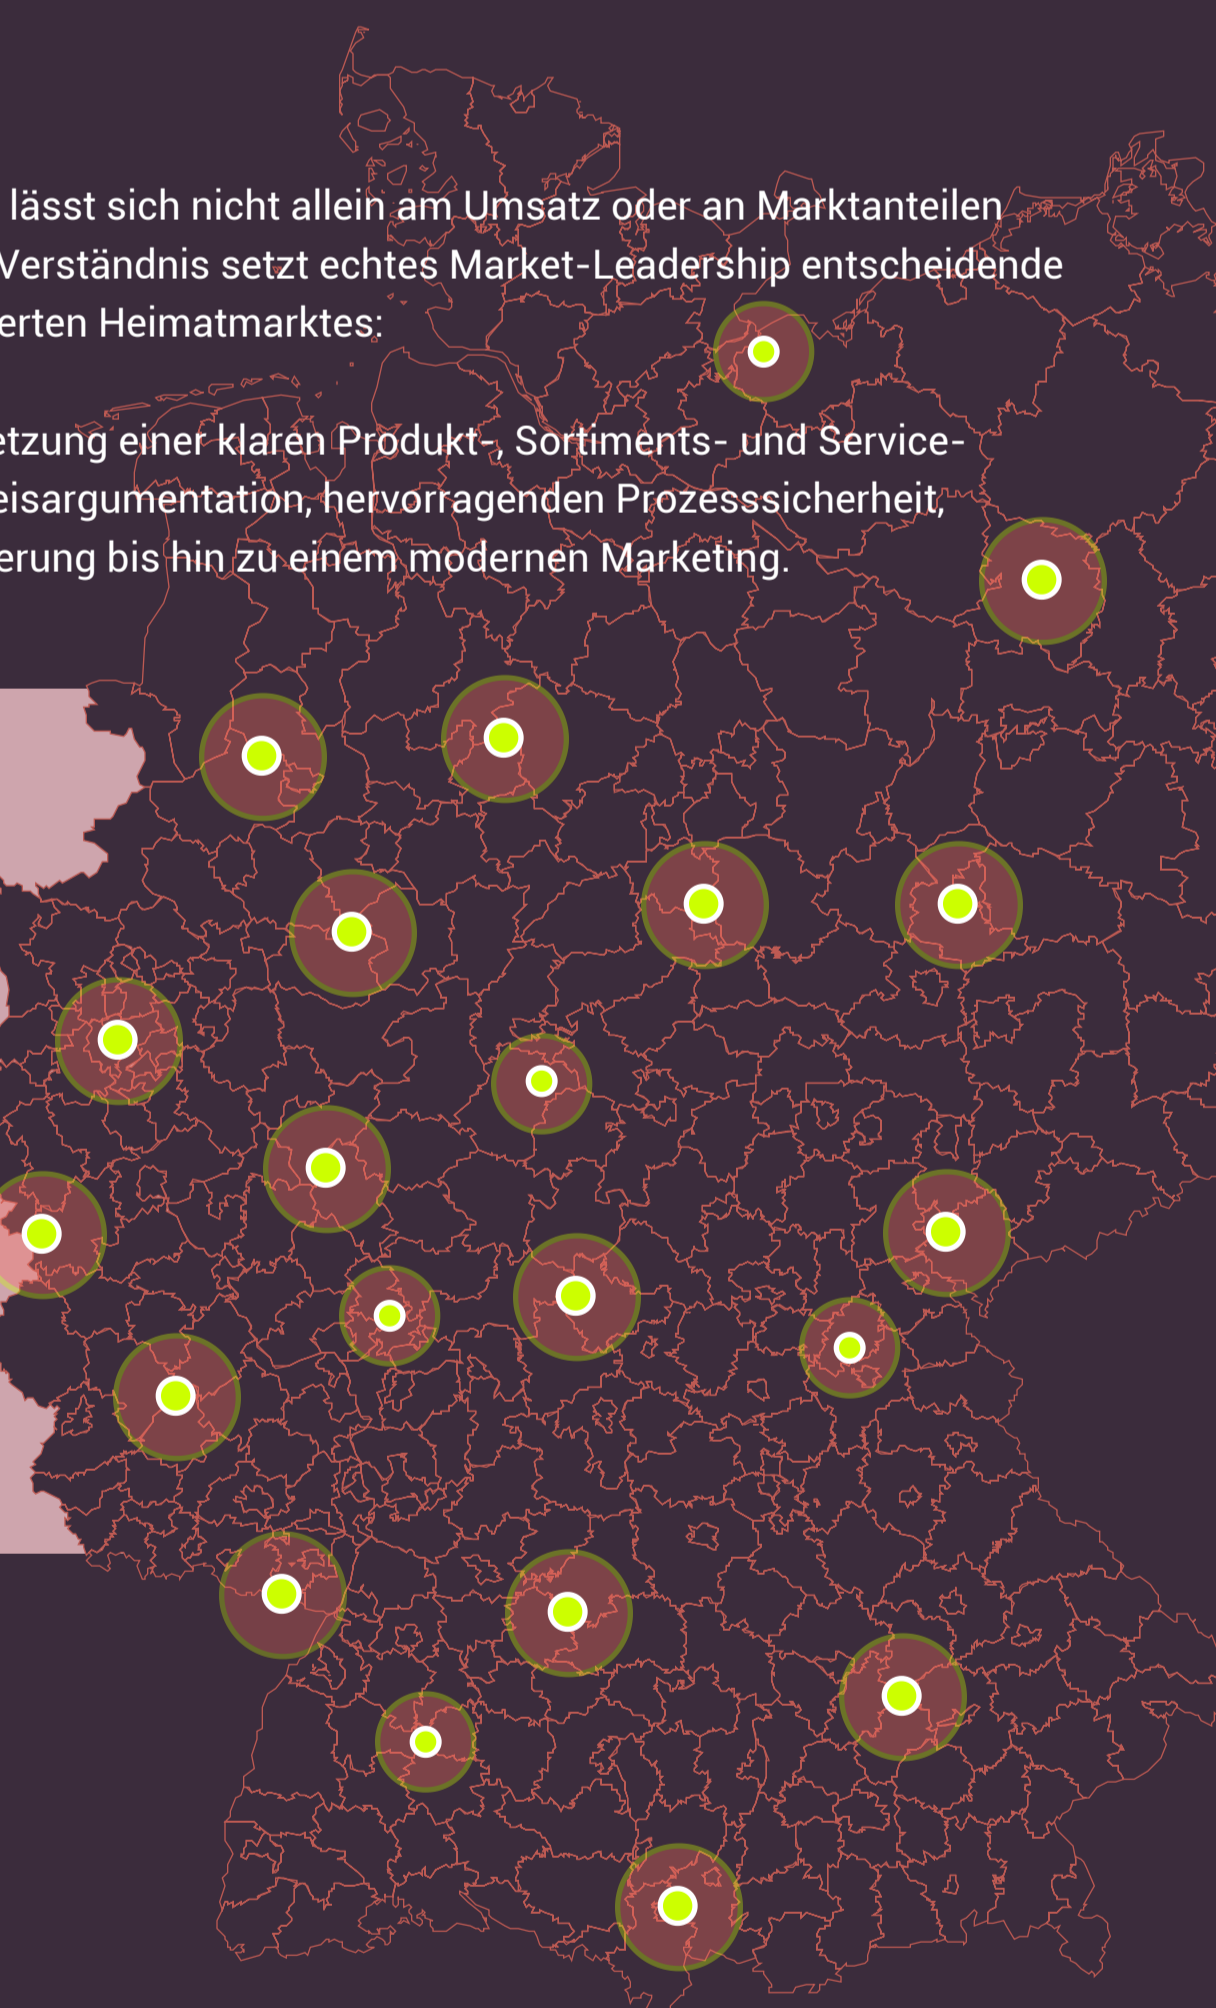 lässt sich nicht allein am Umsatz oder an Marktanteilen
Verständnis setzt echtes Market-Leadership entscheidende
erten Heimatmarktes:
etzung einer klaren Produkt-, Sortiments- und Service-
eisargumentation, hervorragenden Prozesssicherheit,
erung bis hin zu einem modernen Marketing.